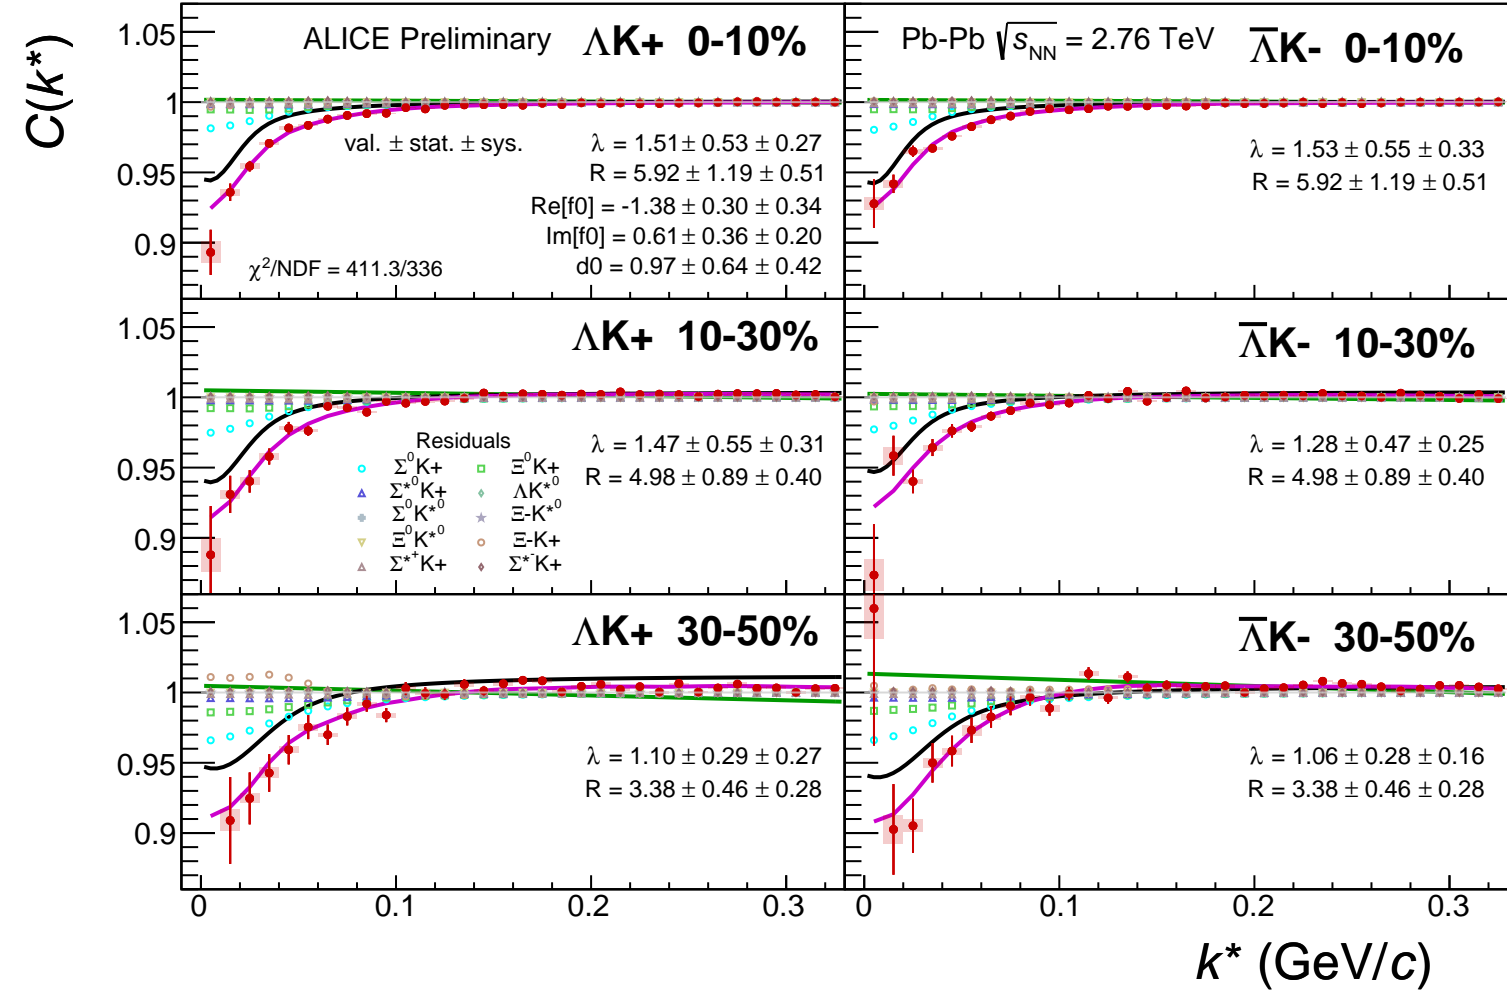 C(k*)
ALICE Preliminary ΛK+ 0-10%
1.05
1
0.95
0.9
val. ± stat. ± sys.
λ = 1.51 ± 0.53 ± 0.27
R = 5.92 ± 1.19 ± 0.51
Re[f0] = -1.38 ± 0.30 ± 0.34
Im[f0] = 0.61 ± 0.36 ± 0.20
d0 = 0.97 ± 0.64 ± 0.42
χ²/NDF = 411.3/336
Pb-Pb √s_NN = 2.76 TeV Λ̅K- 0-10%
λ = 1.53 ± 0.55 ± 0.33
R = 5.92 ± 1.19 ± 0.51
ΛK+ 10-30%
1.05
1
0.95
0.9
λ = 1.47 ± 0.55 ± 0.31
R = 4.98 ± 0.89 ± 0.40
Residuals
Σ⁰K+ Ξ⁰K+
Σ*⁰K+ ΛK*⁰
Σ⁰K*⁰ Ξ-K*⁰
Ξ⁰K*⁰ Ξ-K+
Σ*⁺K+ Σ*⁻K+
Λ̅K- 10-30%
λ = 1.28 ± 0.47 ± 0.25
R = 4.98 ± 0.89 ± 0.40
ΛK+ 30-50%
1.05
1
0.95
0.9
λ = 1.10 ± 0.29 ± 0.27
R = 3.38 ± 0.46 ± 0.28
Λ̅K- 30-50%
λ = 1.06 ± 0.28 ± 0.16
R = 3.38 ± 0.46 ± 0.28
0 0.1 0.2 0.3
0 0.1 0.2 0.3
k* (GeV/c)